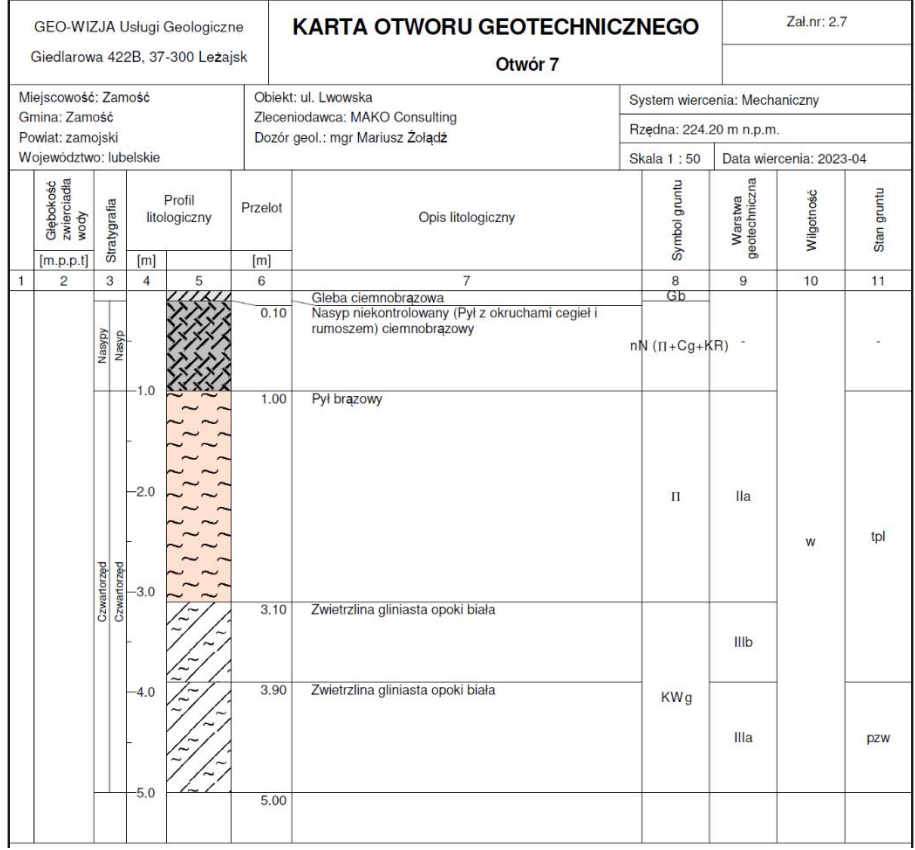 GEO-WIZJA Usługi Geologiczne
Giedlarowa 422B, 37-300 Leżajsk
KARTA OTWORU GEOTECHNICZNEGO
Otwór 7
Zał.nr: 2.7
Miejscowość: Zamość
Gmina: Zamość
Powiat: zamojski
Województwo: lubelskie
Obiekt: ul. Lwowska
Zleceniodawca: MAKO Consulting
Dozór geol.: mgr Mariusz Żołądź
System wiercenia: Mechaniczny
Rzędna: 224.20 m n.p.m.
Skala 1 : 50
Data wiercenia: 2023-04
Głębokość
zwierciadła
wody
[m.p.p.t]
Stratygrafia
Profil
litologiczny
[m]
Przelot
[m]
Opis litologiczny
Symbol gruntu
Warstwa
geotechniczna
Wilgotność
Stan gruntu
1 2 3 4 5 6 7 8 9 10 11
Gleba ciemnobrązowa
Gb
0.10
Nasyp niekontrolowany (Pył z okruchami cegieł i
rumoszem) ciemnobrązowy
Nasypy
Nasyp
nN (Π+Cg+KR) - -
1.0
1.00
Pył brązowy
2.0
Π
IIa
w
tpl
Czwartorzęd
Czwartorzęd
3.0
3.10
Zwietrzlina gliniasta opoki biała
IIIb
4.0
3.90
Zwietrzlina gliniasta opoki biała
KWg
IIIa
pzw
5.0
5.00